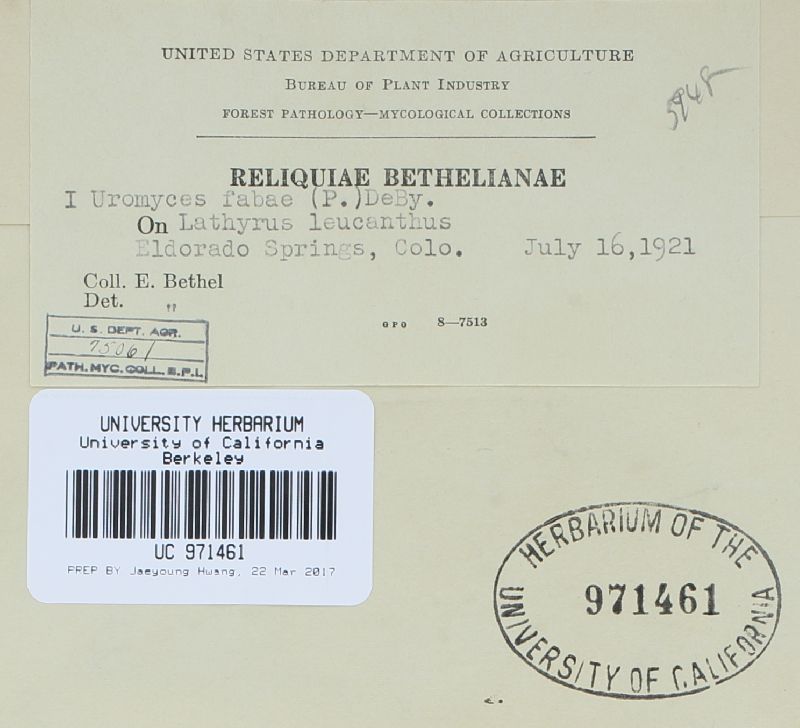 UNITED STATES DEPARTMENT OF AGRICULTURE
BUREAU OF PLANT INDUSTRY
FOREST PATHOLOGY—MYCOLOGICAL COLLECTIONS
5948
RELIQUIAE BETHELIANAE
I Uromyces fabae (P.)DeBy.
On Lathyrus leucanthus
Eldorado Springs, Colo. July 16,1921
Coll. E. Bethel
Det. "
GPO 8—7513
U. S. DEPT. AGR.
75061
PATH. MYC. COLL. B. P. I.
UNIVERSITY HERBARIUM
University of California
Berkeley
UC 971461
PREP BY Jaeyoung Hwang, 22 Mar 2017
HERBARIUM OF THE
971461
UNIVERSITY OF CALIFORNIA